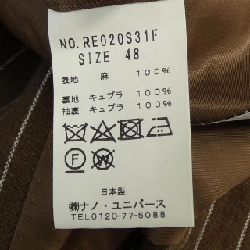 NO.RE020S31F
SIZE 48
表地 麻 100%
裏地 キュプラ 100%
袖裏 キュプラ 100%
日本製
㈱ナノ・ユニバース
TEL0120-77-6088